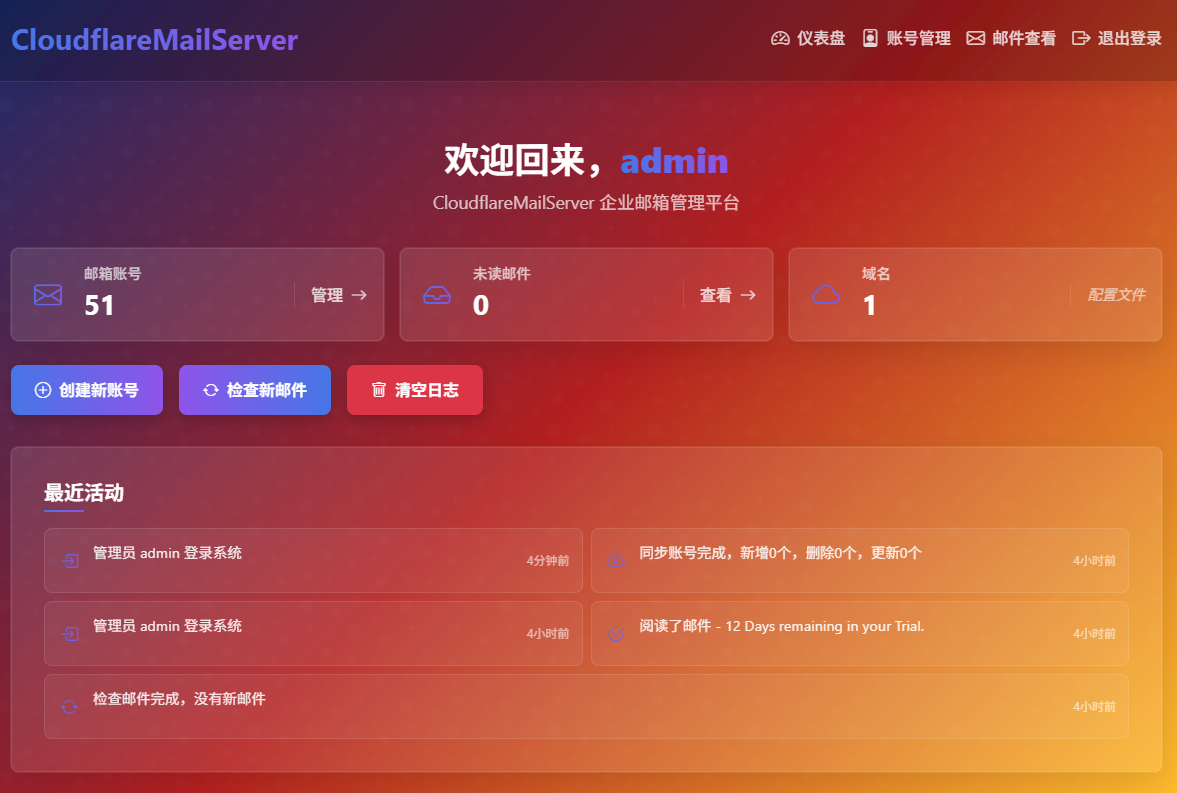 CloudflareMailServer
仪表盘 账号管理 邮件查看 退出登录
欢迎回来，admin
CloudflareMailServer 企业邮箱管理平台
邮箱账号
51
管理
未读邮件
0
查看
域名
1
配置文件
创建新账号 检查新邮件 清空日志
最近活动
管理员 admin 登录系统 4分钟前
同步账号完成，新增0个，删除0个，更新0个 4小时前
管理员 admin 登录系统 4小时前
阅读了邮件 - 12 Days remaining in your Trial. 4小时前
检查邮件完成，没有新邮件 4小时前